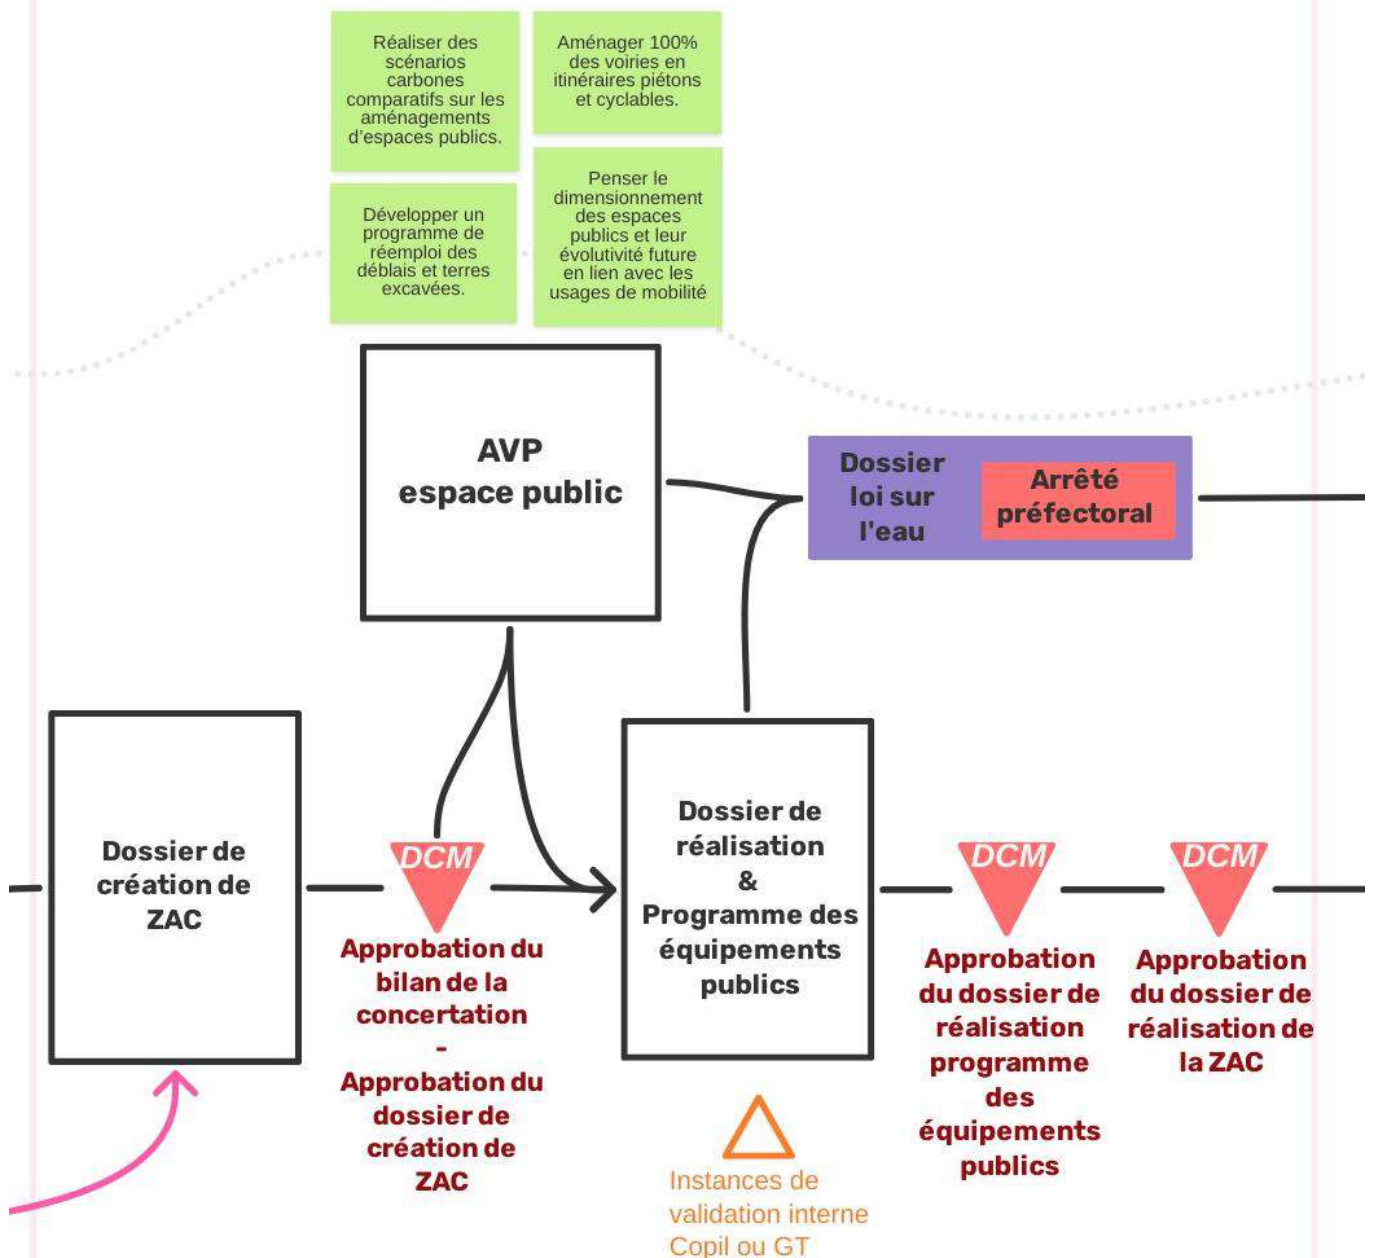 Réaliser des
scénarios
carbones
comparatifs sur les
aménagements
d'espaces publics.
Aménager 100%
des voiries en
itinéraires piétons
et cyclables.
Développer un
programme de
réemploi des
déblais et terres
excavées.
Penser le
dimensionnement
des espaces
publics et leur
évolutivité future
en lien avec les
usages de mobilité
AVP
espace public
Dossier
loi sur
l'eau
Arrêté
préfectoral
Dossier de
création de
ZAC
DCM
Approbation du
bilan de la
concertation
-
Approbation du
dossier de
création de
ZAC
Dossier de
réalisation
&
Programme des
équipements
publics
Instances de
validation interne
Copil ou GT
DCM
Approbation
du dossier de
réalisation
programme
des
équipements
publics
DCM
Approbation
du dossier de
réalisation de
la ZAC